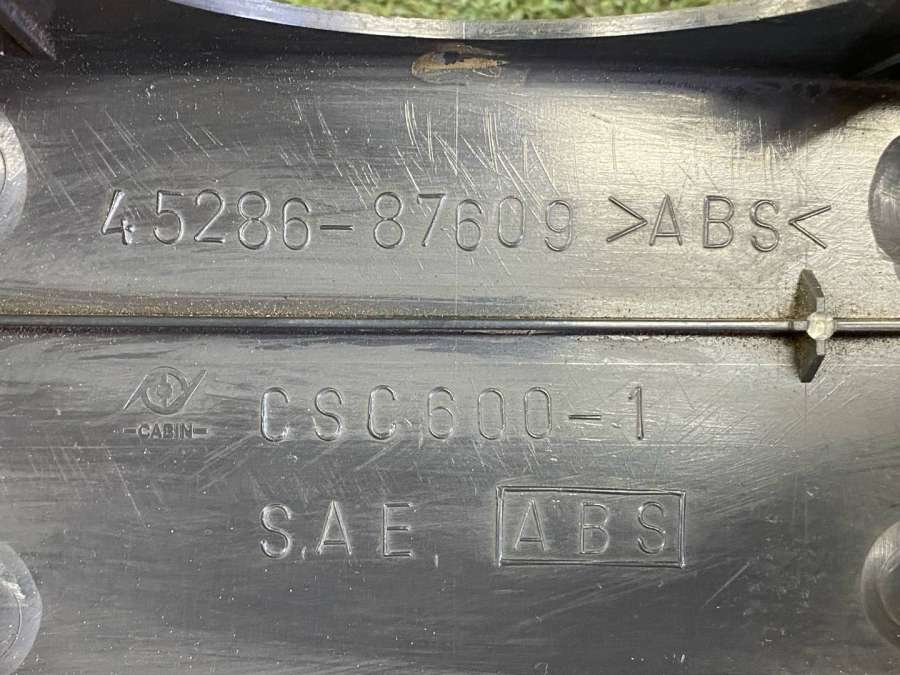 45286-87609 >ABS<
-CABIN- CSC600-1
SAE ABS